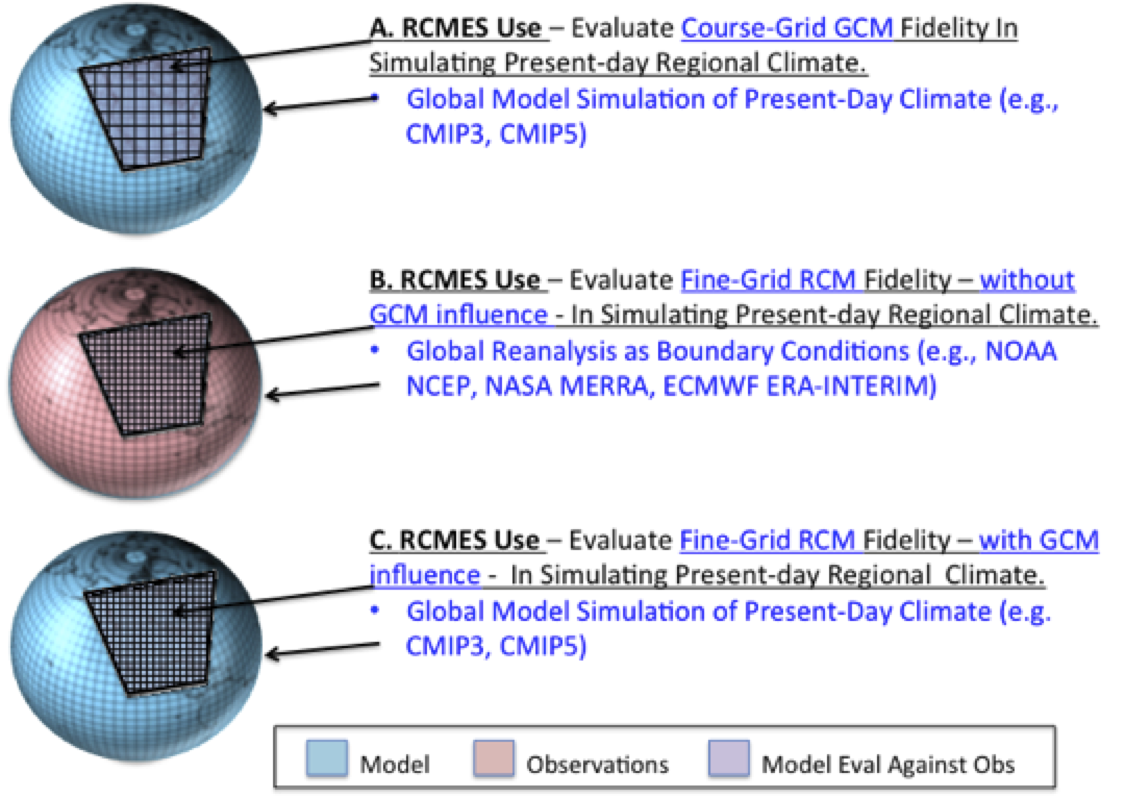 A. RCMES Use – Evaluate Course-Grid GCM Fidelity In
Simulating Present-day Regional Climate.
• Global Model Simulation of Present-Day Climate (e.g.,
CMIP3, CMIP5)
B. RCMES Use – Evaluate Fine-Grid RCM Fidelity – without
GCM influence - In Simulating Present-day Regional Climate.
• Global Reanalysis as Boundary Conditions (e.g., NOAA
NCEP, NASA MERRA, ECMWF ERA-INTERIM)
C. RCMES Use – Evaluate Fine-Grid RCM Fidelity – with GCM
influence - In Simulating Present-day Regional Climate.
• Global Model Simulation of Present-Day Climate (e.g.
CMIP3, CMIP5)
Model Observations Model Eval Against Obs